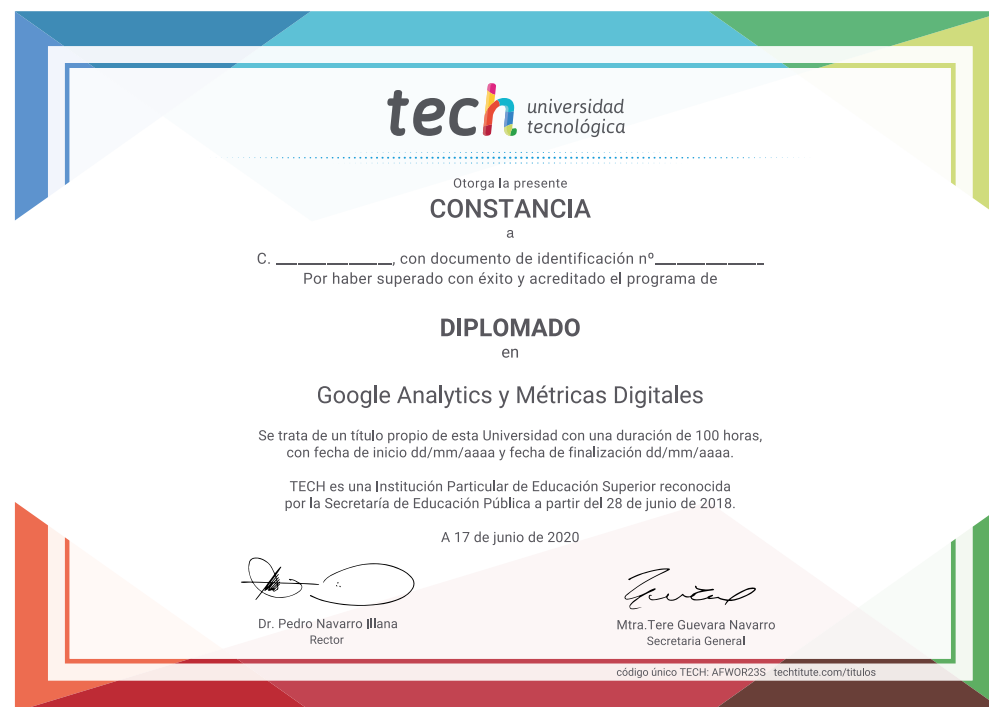 tech universidad
tecnológica
Otorga la presente
CONSTANCIA
a
C. ______________, con documento de identificación nº_____________
Por haber superado con éxito y acreditado el programa de
DIPLOMADO
en
Google Analytics y Métricas Digitales
Se trata de un título propio de esta Universidad con una duración de 100 horas,
con fecha de inicio dd/mm/aaaa y fecha de finalización dd/mm/aaaa.
TECH es una Institución Particular de Educación Superior reconocida
por la Secretaría de Educación Pública a partir del 28 de junio de 2018.
A 17 de junio de 2020
Dr. Pedro Navarro Illana
Rector
Mtra.Tere Guevara Navarro
Secretaria General
código único TECH: AFWOR23S techtitute.com/titulos